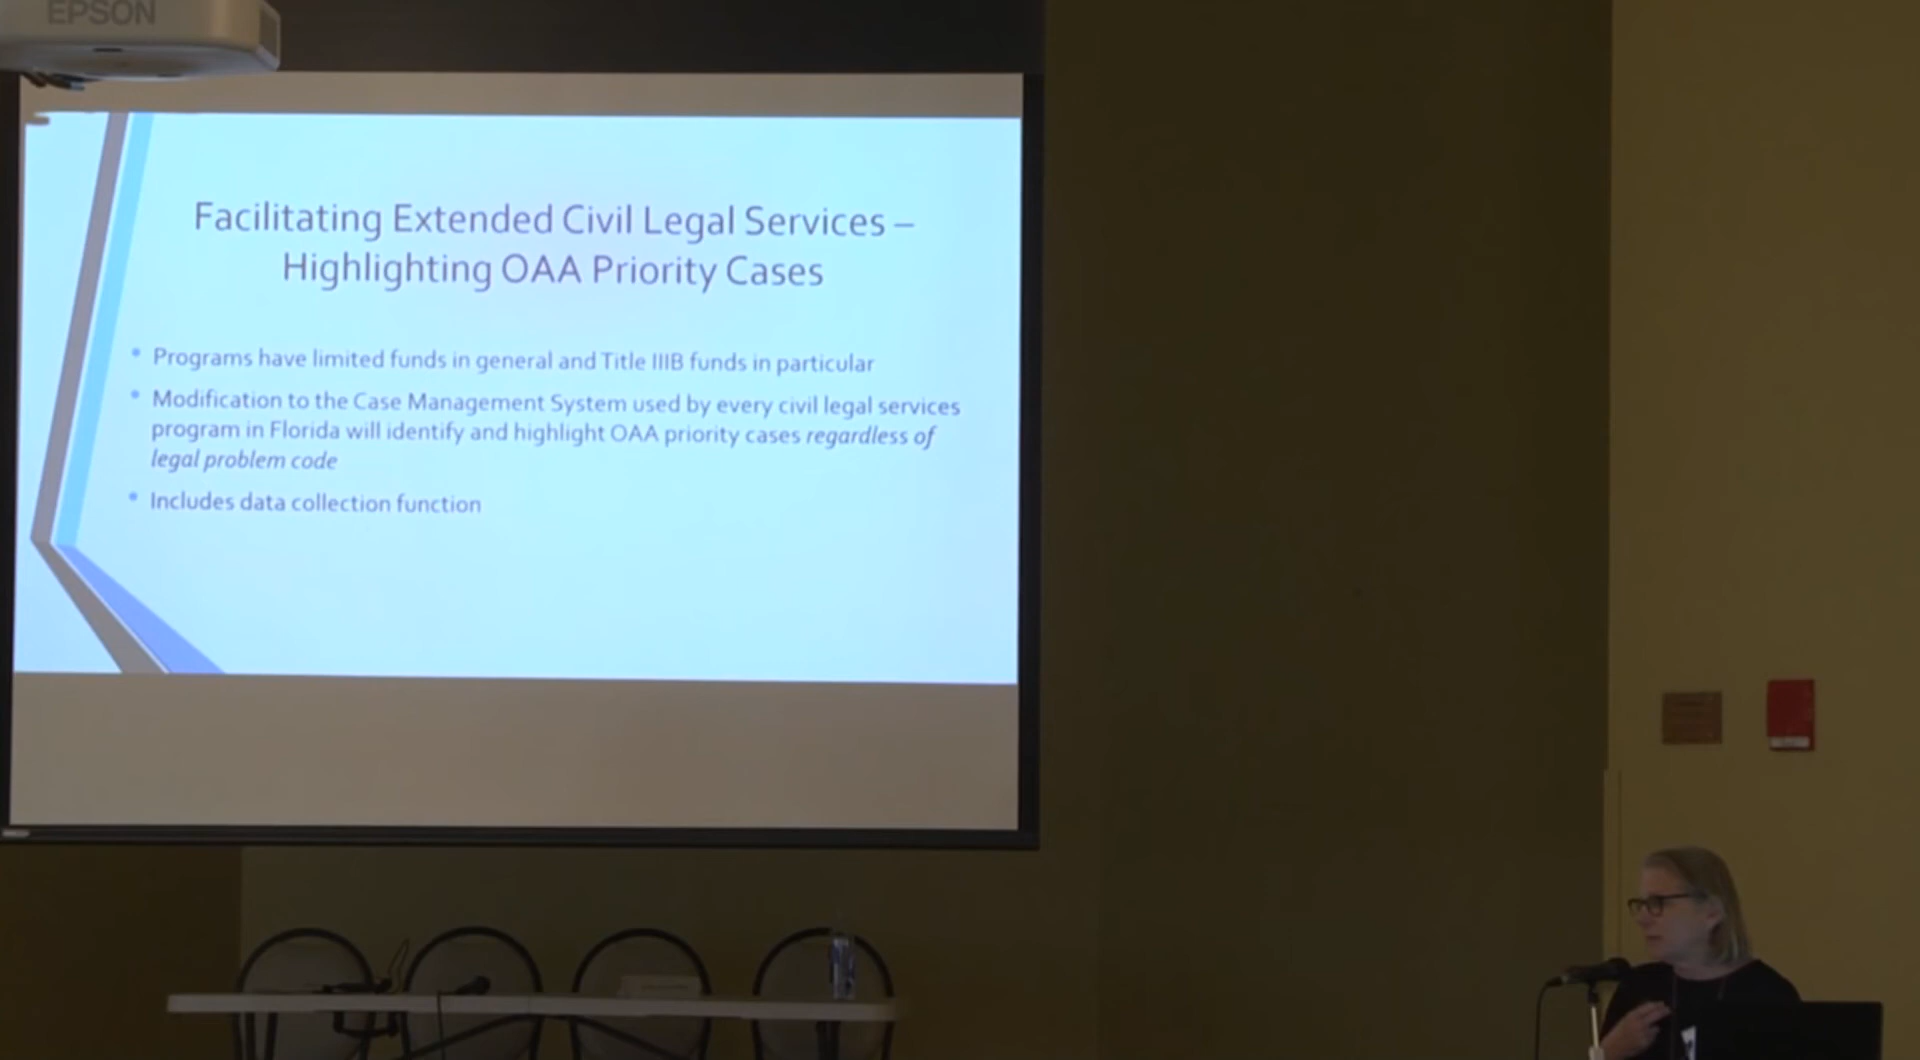 EPSON
Facilitating Extended Civil Legal Services –
Highlighting OAA Priority Cases
• Programs have limited funds in general and Title IIIB funds in particular
• Modification to the Case Management System used by every civil legal services
program in Florida will identify and highlight OAA priority cases regardless of
legal problem code
• Includes data collection function